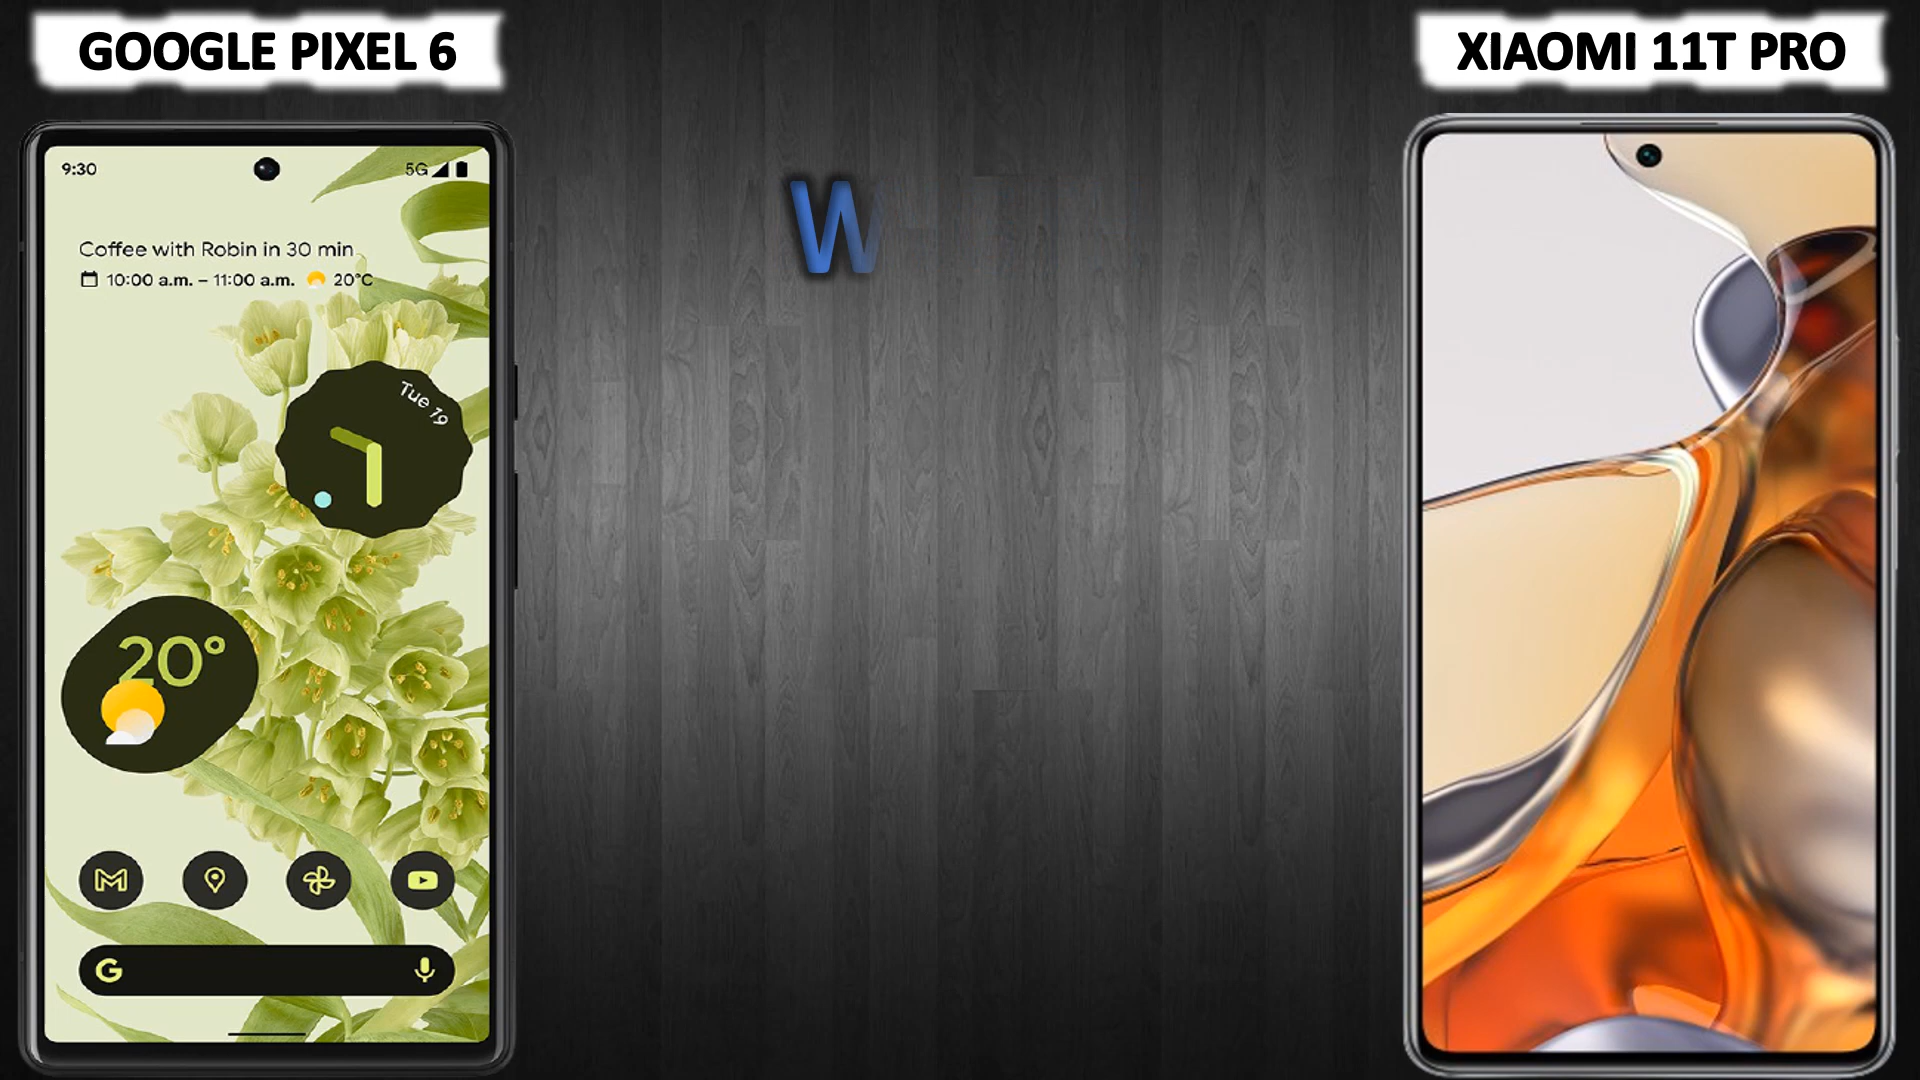 GOOGLE PIXEL 6
XIAOMI 11T PRO
W
9:30
5G
Coffee with Robin in 30 min
10:00 a.m. – 11:00 a.m. 20°C
Tue 19
20°
G